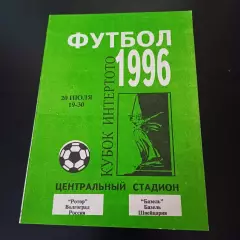 ФУТБОЛ
1996
КУБОК ИНТЕРТОТО
20 ИЮЛЯ
19-30
ЦЕНТРАЛЬНЫЙ СТАДИОН
"Ротор"
Волгоград
Россия
"Базель"
Базель
Швейцария